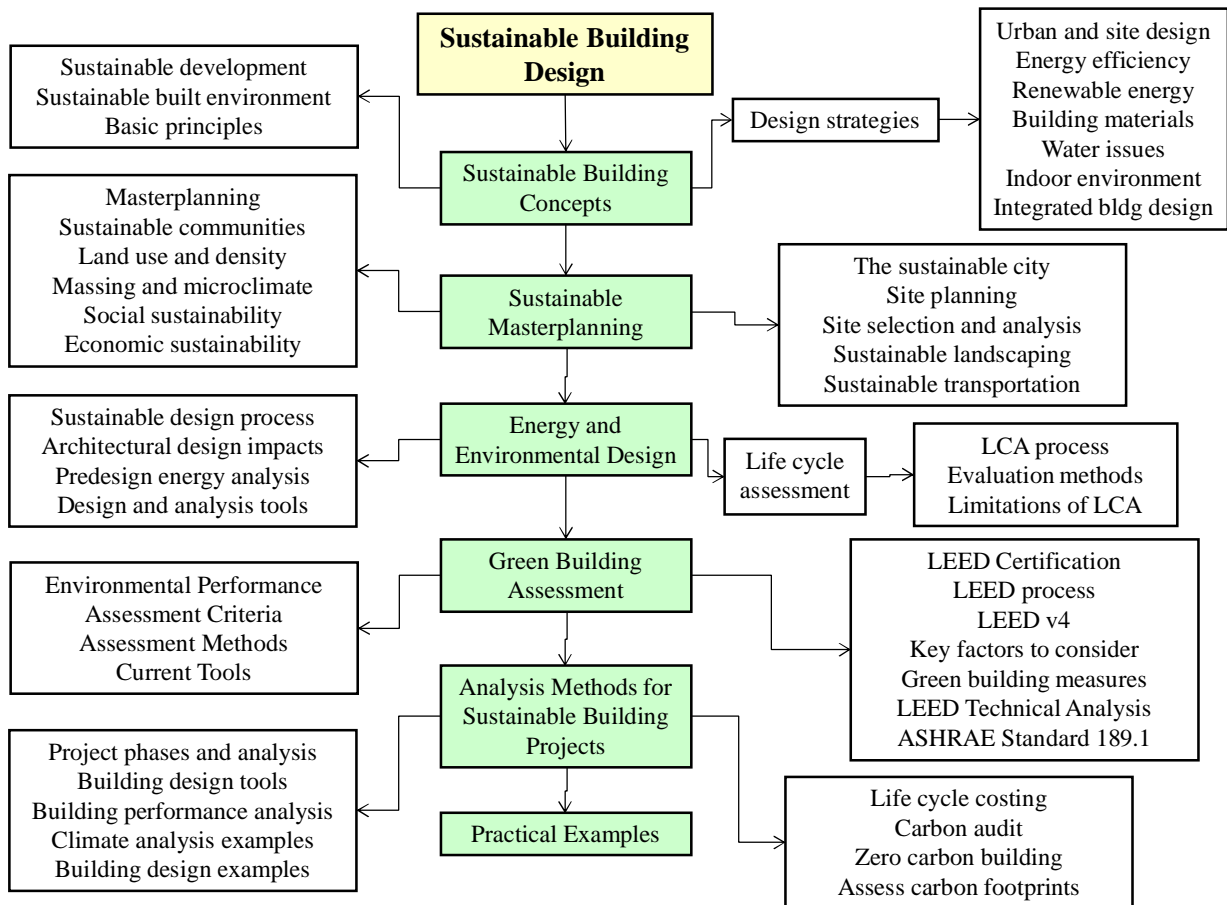 Sustainable Building
Design
Sustainable development
Sustainable built environment
Basic principles
Design strategies
Urban and site design
Energy efficiency
Renewable energy
Building materials
Water issues
Indoor environment
Integrated bldg design
Sustainable Building
Concepts
Masterplanning
Sustainable communities
Land use and density
Massing and microclimate
Social sustainability
Economic sustainability
Sustainable
Masterplanning
The sustainable city
Site planning
Site selection and analysis
Sustainable landscaping
Sustainable transportation
Sustainable design process
Architectural design impacts
Predesign energy analysis
Design and analysis tools
Energy and
Environmental Design
Life cycle
assessment
LCA process
Evaluation methods
Limitations of LCA
Environmental Performance
Assessment Criteria
Assessment Methods
Current Tools
Green Building
Assessment
LEED Certification
LEED process
LEED v4
Key factors to consider
Green building measures
LEED Technical Analysis
ASHRAE Standard 189.1
Project phases and analysis
Building design tools
Building performance analysis
Climate analysis examples
Building design examples
Analysis Methods for
Sustainable Building
Projects
Life cycle costing
Carbon audit
Zero carbon building
Assess carbon footprints
Practical Examples